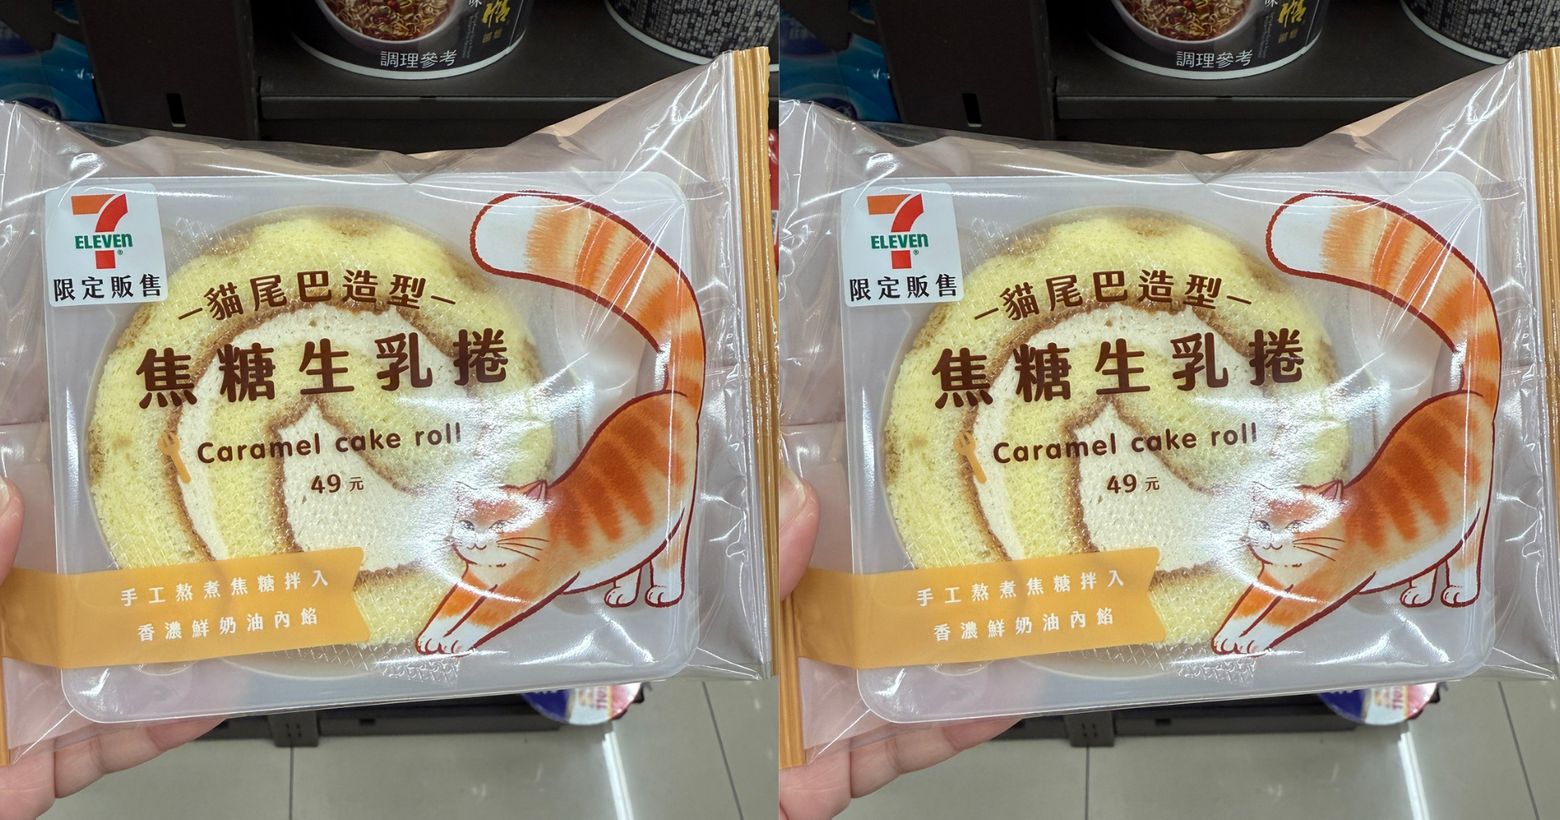 調理參考
7
ELEVEN
限定販售
貓尾巴造型
焦糖生乳捲
Caramel cake roll
49元
手工熬煮焦糖拌入
香濃鮮奶油內餡
調理參考
7
ELEVEN
限定販售
貓尾巴造型
焦糖生乳捲
Caramel cake roll
49元
手工熬煮焦糖拌入
香濃鮮奶油內餡